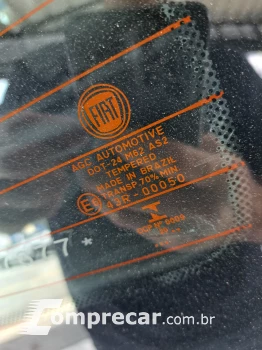 FIAT
AGC AUTOMOTIVE
DOT-24 M62 AS2
TEMPERED
MADE IN BRAZIL
TRANSP.70% MIN
43R-00050
Comprecar.com.br